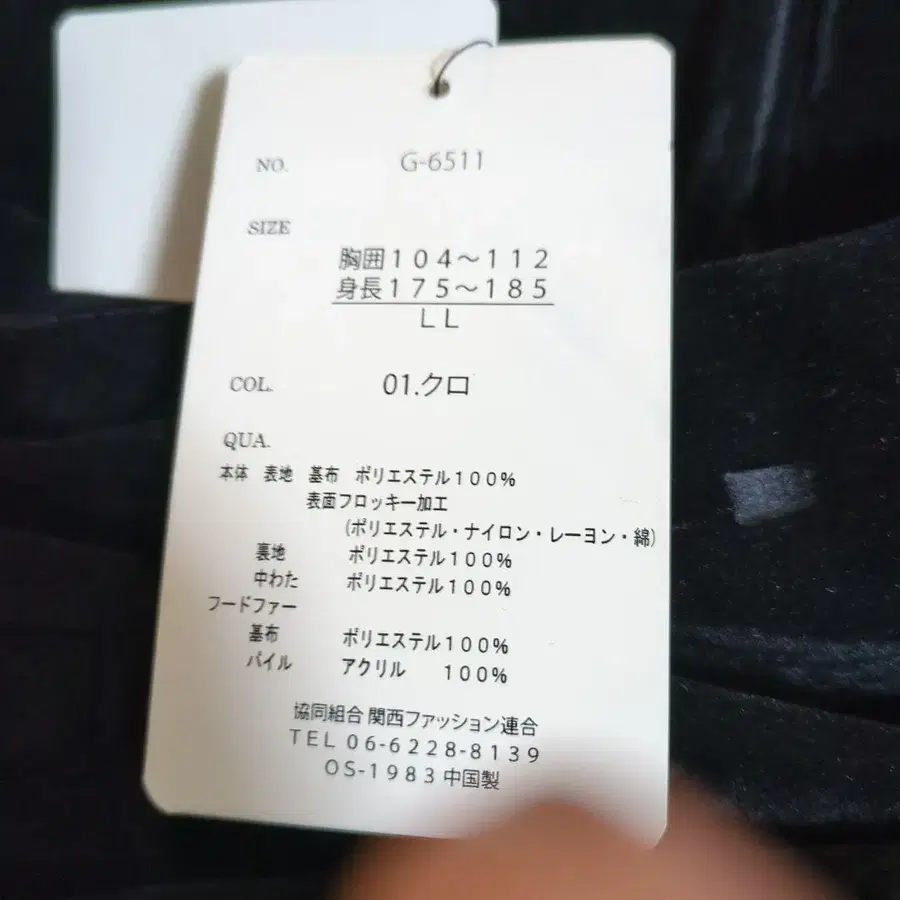 NO. G-6511
SIZE
胸囲104～112
身長175～185
LL
COL. 01.クロ
QUA.
本体 表地 基布 ポリエステル100%
表面フロッキー加工
(ポリエステル・ナイロン・レーヨン・綿)
裏地 ポリエステル100%
中わた ポリエステル100%
フードファー
基布 ポリエステル100%
パイル アクリル 100%
協同組合 関西ファッション連合
TEL 06-6228-8139
OS-1983 中国製